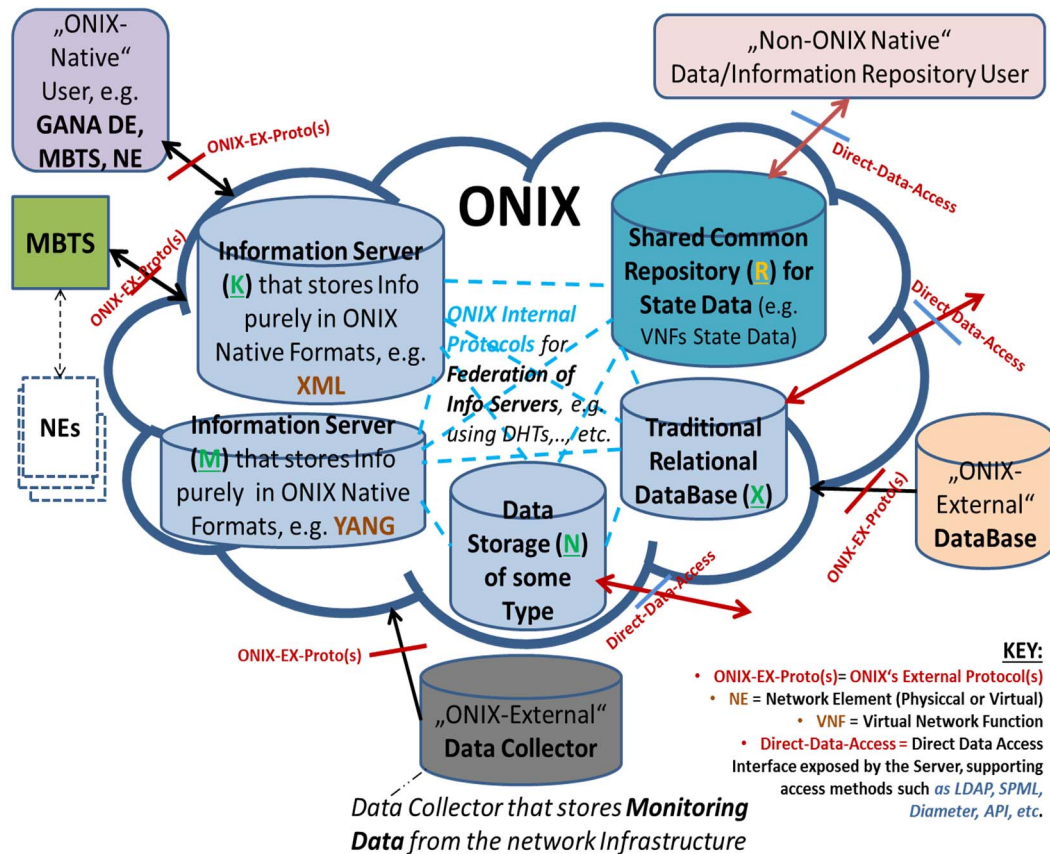 „ONIX-
Native“
User, e.g.
GANA DE,
MBTS, NE
„Non-ONIX Native“
Data/Information Repository User
ONIX-EX-Proto(s)
Direct-Data-Access
ONIX
MBTS
ONIX-EX-Proto(s)
NEs
Information Server
(K) that stores Info
purely in ONIX
Native Formats, e.g.
XML
Shared Common
Repository (R) for
State Data (e.g.
VNFs State Data)
Direct-Data-Access
ONIX Internal
Protocols for
Federation of
Info Servers, e.g.
using DHTs,.., etc.
Information Server
(M) that stores Info
purely in ONIX Native
Formats, e.g. YANG
Traditional
Relational
DataBase (X)
Data
Storage (N)
of some
Type
„ONIX-
External“
DataBase
ONIX-EX-Proto(s)
Direct-Data-Access
ONIX-EX-Proto(s)
„ONIX-External“
Data Collector
Data Collector that stores Monitoring
Data from the network Infrastructure
KEY:
• ONIX-EX-Proto(s)= ONIX‘s External Protocol(s)
• NE = Network Element (Physiccal or Virtual)
• VNF = Virtual Network Function
• Direct-Data-Access = Direct Data Access
Interface exposed by the Server, supporting
access methods such as LDAP, SPML,
Diameter, API, etc.